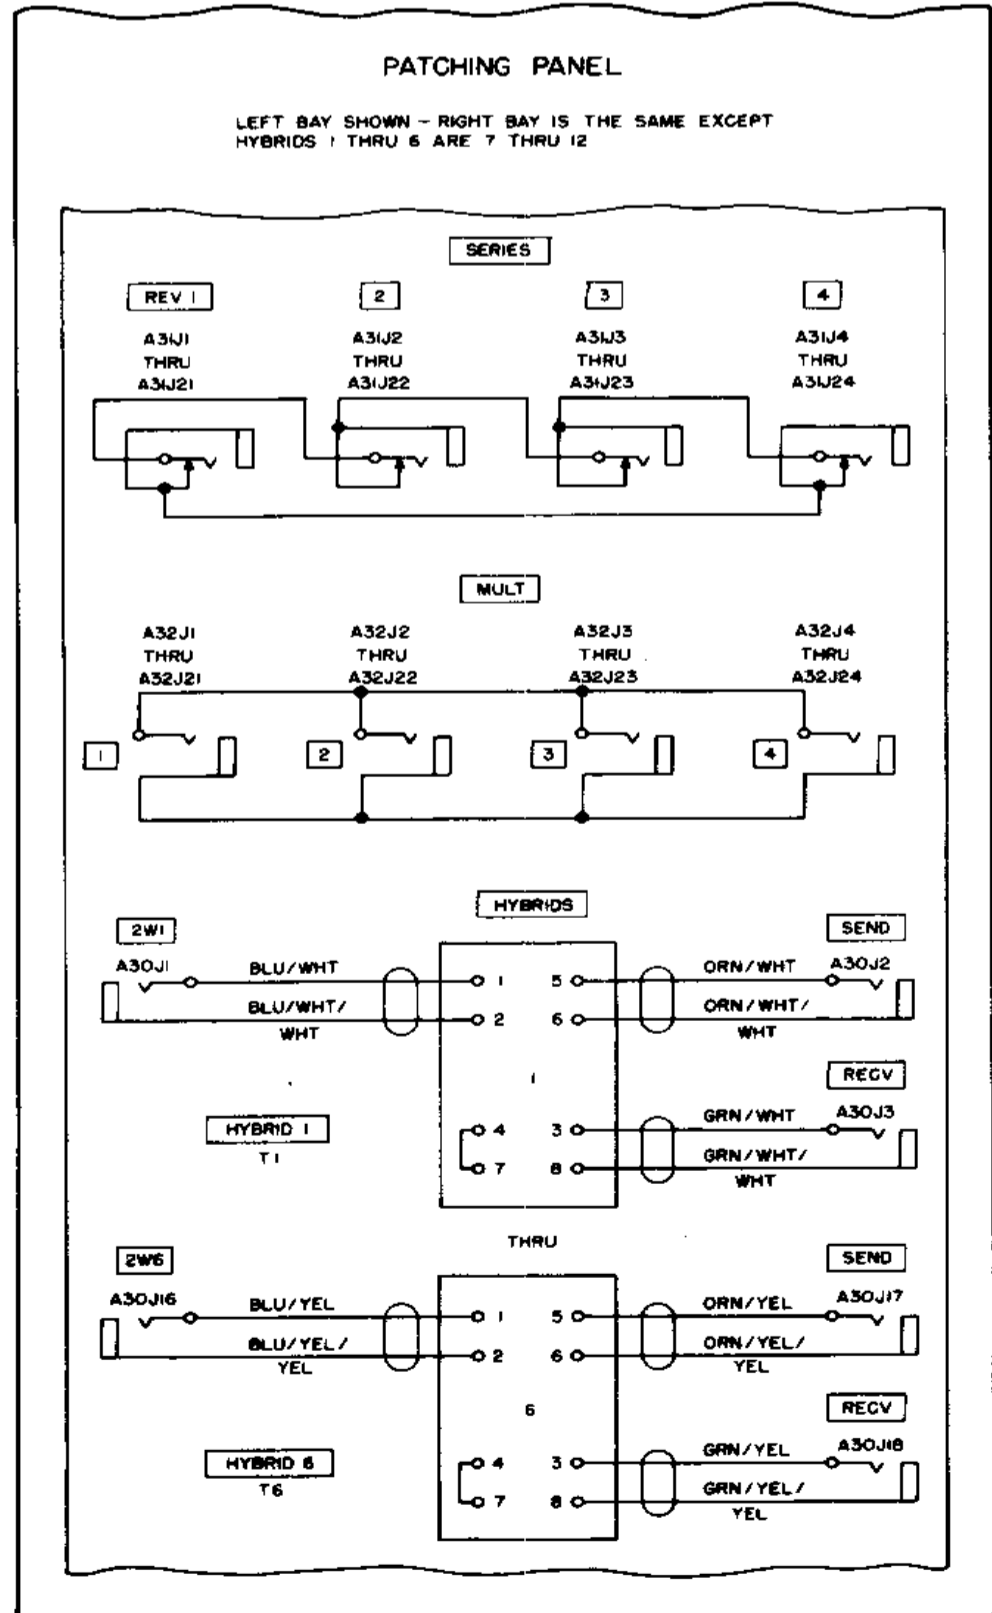 PATCHING PANEL
LEFT BAY SHOWN - RIGHT BAY IS THE SAME EXCEPT
HYBRIDS 1 THRU 6 ARE 7 THRU 12
SERIES
REV 1 2 3 4
A31J1 A31J2 A31J3 A31J4
THRU THRU THRU THRU
A31J21 A31J22 A31J23 A31J24
MULT
A32J1 A32J2 A32J3 A32J4
THRU THRU THRU THRU
A32J21 A32J22 A32J23 A32J24
1 2 3 4
HYBRIDS
2W1 SEND
A30J1 BLU/WHT 1 5 ORN/WHT A30J2
BLU/WHT/ 2 6 ORN/WHT/
WHT WHT
1 RECV
HYBRID 1 4 3 GRN/WHT A30J3
T1 7 8 GRN/WHT/
WHT
THRU
2W6 SEND
A30J16 BLU/YEL 1 5 ORN/YEL A30J17
BLU/YEL/ 2 6 ORN/YEL/
YEL YEL
6 RECV
HYBRID 6 4 3 GRN/YEL A30J18
T6 7 8 GRN/YEL/
YEL